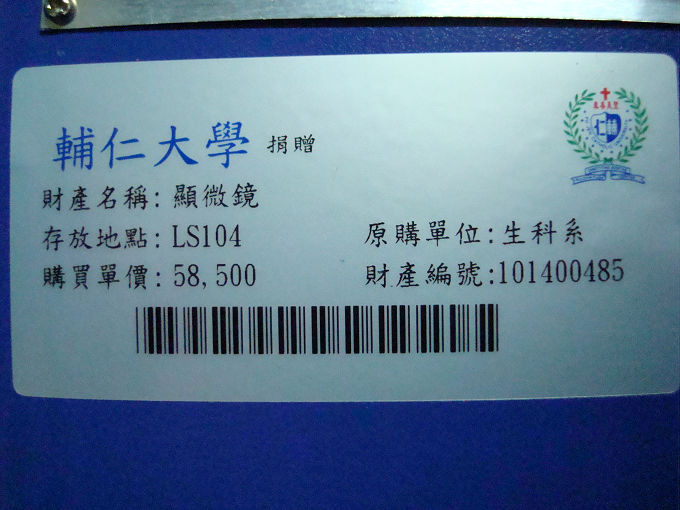 輔仁大學 捐贈
財產名稱: 顯微鏡
存放地點: LS104 原購單位: 生科系
購買單價: 58,500 財產編號:101400485